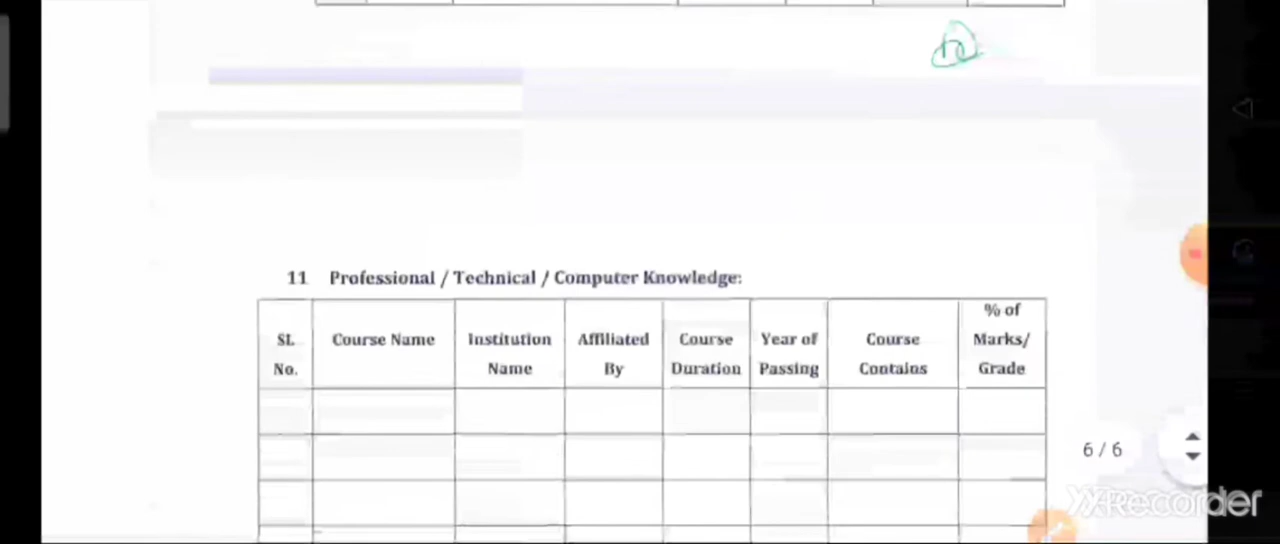 11 Professional / Technical / Computer Knowledge:
SL. No. Course Name Institution Name Affiliated By Course Duration Year of Passing Course Contains % of Marks/ Grade
6 / 6
XXRecorder